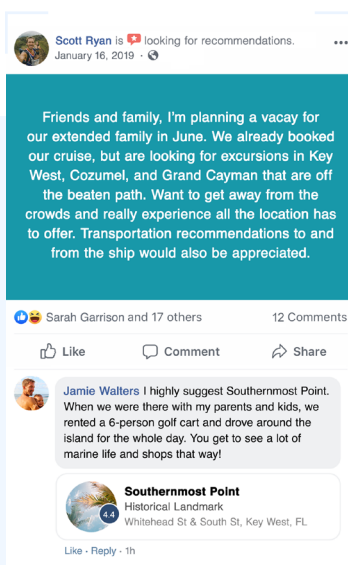 Scott Ryan is looking for recommendations.
January 16, 2019 ·
Friends and family, I'm planning a vacay for
our extended family in June. We already booked
our cruise, but are looking for excursions in Key
West, Cozumel, and Grand Cayman that are off
the beaten path. Want to get away from the
crowds and really experience all the location has
to offer. Transportation recommendations to and
from the ship would also be appreciated.
Sarah Garrison and 17 others 12 Comments
Like Comment Share
Jamie Walters I highly suggest Southernmost Point.
When we were there with my parents and kids, we
rented a 6-person golf cart and drove around the
island for the whole day. You get to see a lot of
marine life and shops that way!
4.4
Southernmost Point
Historical Landmark
Whitehead St & South St, Key West, FL
Like · Reply · 1h